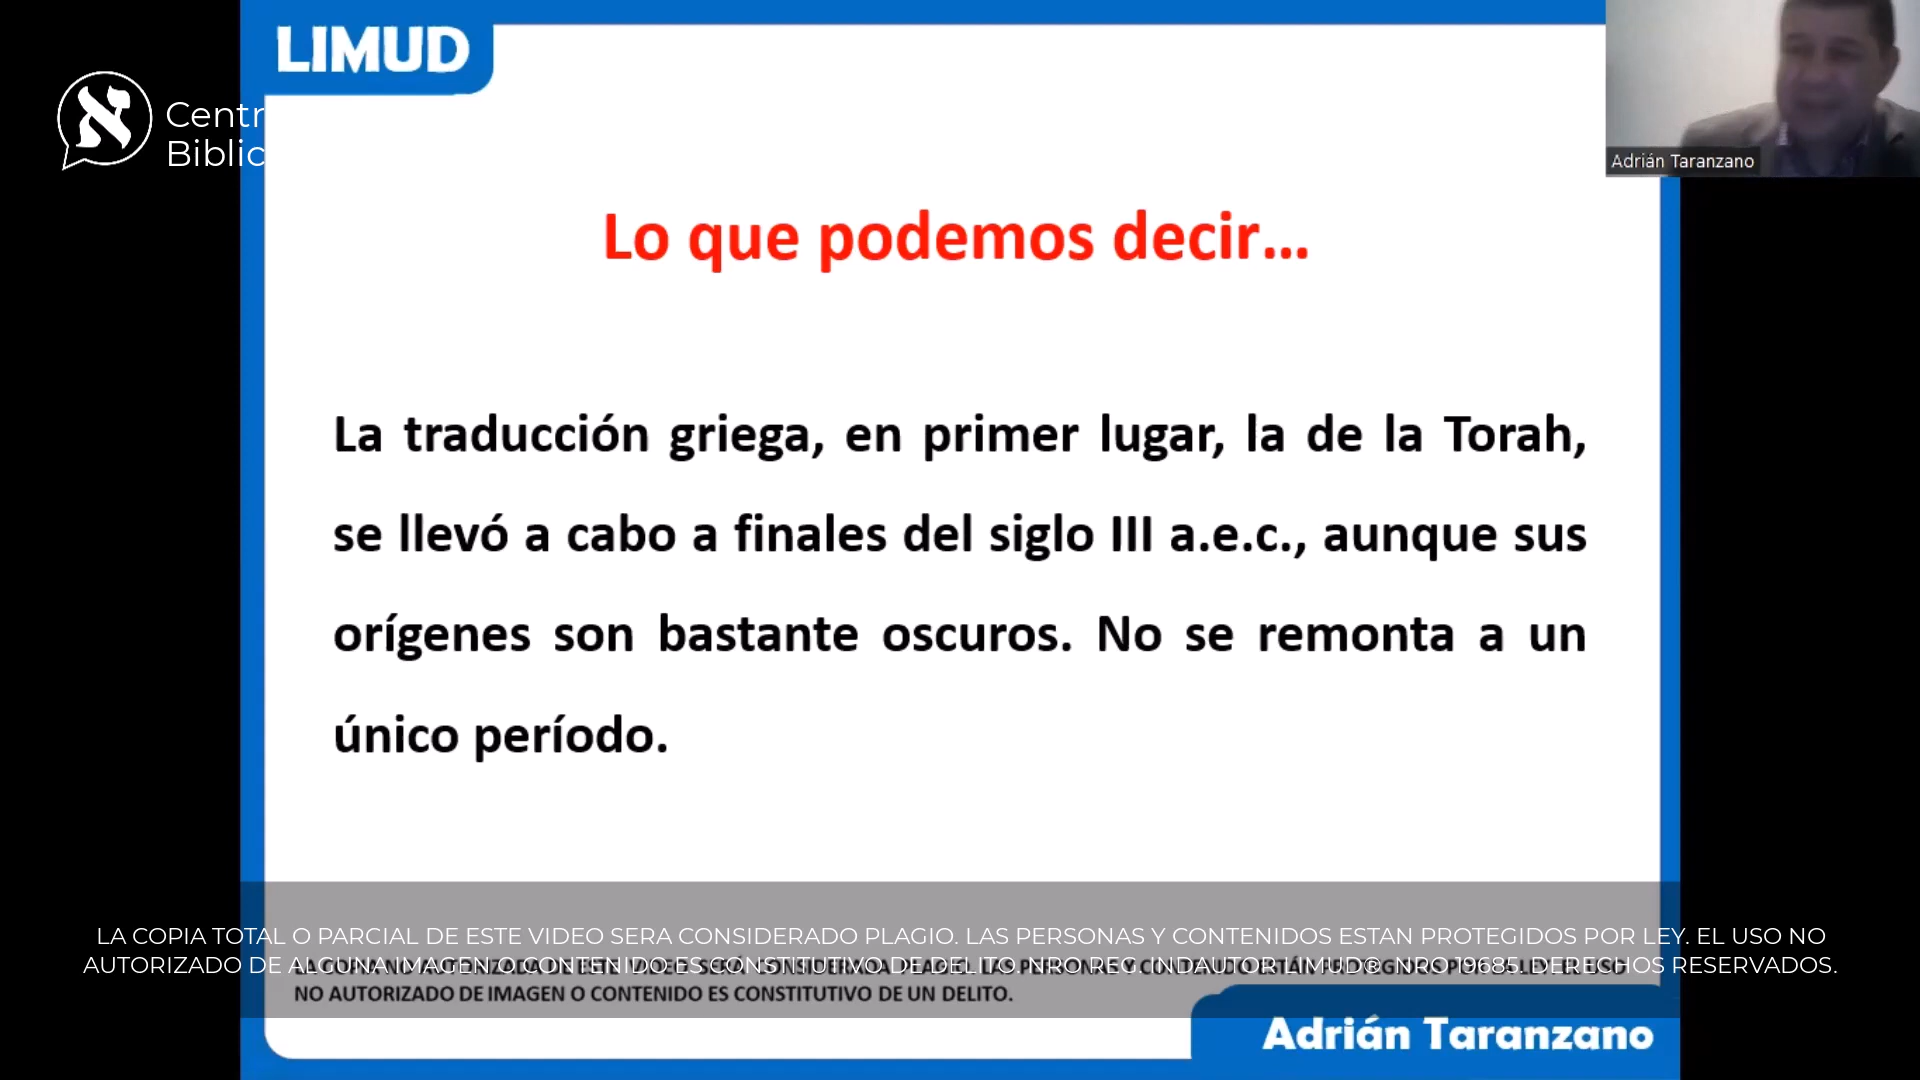 LIMUD
Centr
Biblic
Adrián Taranzano
Lo que podemos decir...
La traducción griega, en primer lugar, la de la Torah,
se llevó a cabo a finales del siglo III a.e.c., aunque sus
orígenes son bastante oscuros. No se remonta a un
único período.
LA COPIA TOTAL O PARCIAL DE ESTE VIDEO SERA CONSIDERADO PLAGIO. LAS PERSONAS Y CONTENIDOS ESTAN PROTEGIDOS POR LEY. EL USO NO
AUTORIZADO DE ALGUNA IMAGEN O CONTENIDO ES CONSTITUTIVO DE DELITO. NRO REV. INDAUTOR LIMUD® NRO 19685. DERECHOS RESERVADOS.
NO AUTORIZADO DE IMAGEN O CONTENIDO ES CONSTITUTIVO DE UN DELITO.
Adrián Taranzano